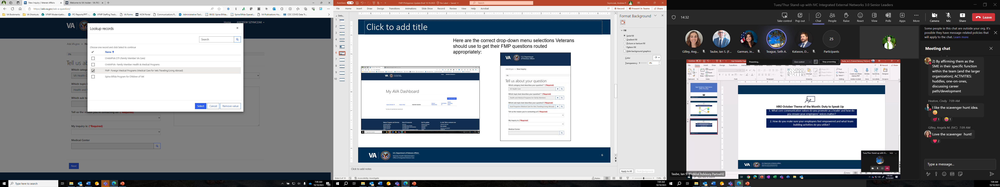 New Inquiry | Veteran Affairs
Welcome to VA Insider - VA INSI
https://ask.va.gov/ask-a-question/
VA Bookmarks
VA Shortcuts
VFMP Modernizatio...
PCI Reports/PPT -...
VFMP Staffing Track...
VA Forms
HCM Portal
Communications R...
Administrative Tool...
06.02, Spina Bifida...
Spina Bifida Operati...
VA Publications Ho...
CDC COVID Data Tr...
VA
Home
ANDREW SZYMCZAK
Ask.VA.gov
0%
Tell us ab
Which categ
VA Health C
Which topic
Health and M
Which sub to
Tell us the reason you're contacting us? (*Required)
My inquiry is: (*Required)
Medical Center
Next
Lookup records
Search
Choose one record and click Select to continue
Name
CHAMPVA CITI (Family Member VA Care)
CHAMPVA- Family Member Health & Medical Programs
FMP- Foreign Medical Programs (Medical Care for Vets Traveling/Living Abroad)
Spina Bifida Program for Children of Vet
Select
Cancel
Remove value
Type here to search
7:09 AM
10/10/2023
AutoSave
FMP Philippines Update Brief 10.10.2023
No Label
Saved
Search
Szymczak, Andrew P.
File
Home
Insert
Draw
Design
Transitions
Animations
Slide Show
Record
Review
View
Help
Acrobat
Record
Present in Teams
Share
Defa...
1
2
3
4
5
6
7
8
9
10
Click to add title
Here are the correct drop-down menu selections Veterans
should use to get their FMP questions routed
appropriately:
My AVA Dashboard
VA
U.S. Department
of Veterans Affairs
Ask.VA.gov > New Inquiry
0%
Tell us about your question
Which category best describes your question? * (*Required)
VA Health Care
Which topic best describes your question? * (*Required)
Health and Medical Programs for Family Members
Which sub topic best describes your question? (*Required)
ical Programs (Medical Care for Vets Traveling/Living Abroad)
Tell us the reason you're contacting us? (*Required)
My inquiry is: (*Required)
Medical Center
VA
U.S. Department of Veterans Affairs
Veterans Health Administration
Office of Integrated Veteran Care
6
Click to add notes
Slide 6 of 10
Accessibility: Investigate
Notes
114%
Format Background
Fill
Solid fill
Gradient fill
Picture or texture fill
Pattern fill
Hide background graphics
Color
Transparency
0%
Apply to All
Reset Background
7:09 AM
10/10/2023
Tues/Thur Stand-up with IVC Integrated External Networks 3.0 Senior Leaders
14:32
Take control
Pop out
Chat
People
Raise
React
View
Polls
Apps
More
Camera
Mic
Share
Leave
Gilley, Ang...
Taube, Ian S. (F...
Garman, Je...
Teague, Seth A.
Katason, D...
25
Participants
Presenting...
Give control
Stop presenting
Taube, Ian S. (Federal Advisory Partners)
HRO October Theme of the Month: Duty to Speak Up
1. What core communication values do you promote as a leader and how do
you ensure your employees' voices matter?
2. How do you make sure your employees feel empowered and what team
building activities do you utilize?
VA
Tues/Thur Stand-up with IV...
14:32
Taube, Ian S. (Federal Advisory Partners)
Some people in this chat are outside your org. It's
possible they have message-related policies that
will apply to the chat. Learn more
Meeting chat
2) By affirming them as the
SME in their specific function
within the team (and the larger
organization); ACTIVITIES:
huddles, one-on-ones,
discussing career
path/development
Heaton, Cindy 7:09 AM
I like the scavenger hunt idea.
1
1
Gilley, Angela M. (IVC) 7:09 AM
Love the scavenger hunt!
2
Type a message...
7:09 AM
10/10/2023